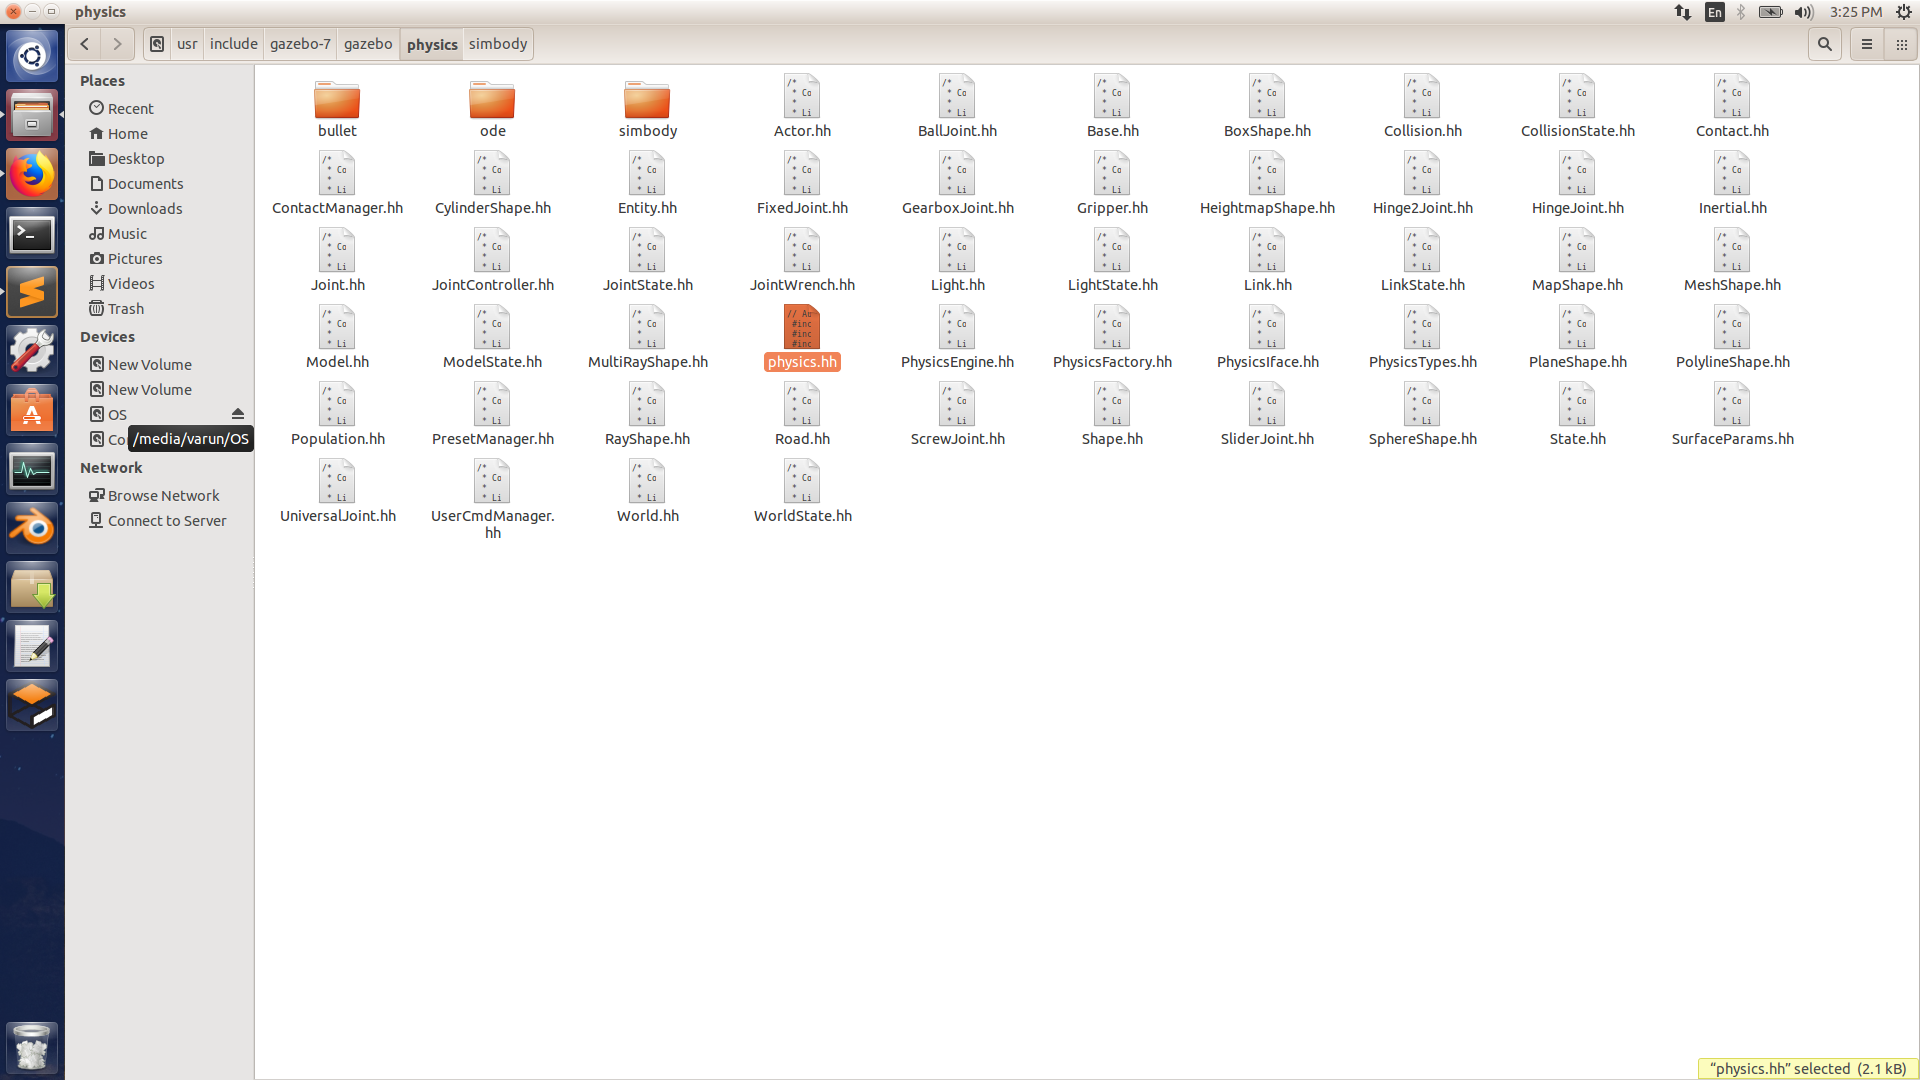 physics
En
3:25 PM
usr include gazebo-7 gazebo physics simbody
Places
Recent
Home
Desktop
Documents
Downloads
Music
Pictures
Videos
Trash
Devices
New Volume
New Volume
OS
Co
/media/varun/OS
Network
Browse Network
Connect to Server
bullet ode simbody Actor.hh BallJoint.hh Base.hh BoxShape.hh Collision.hh CollisionState.hh Contact.hh
ContactManager.hh CylinderShape.hh Entity.hh FixedJoint.hh GearboxJoint.hh Gripper.hh HeightmapShape.hh Hinge2Joint.hh HingeJoint.hh Inertial.hh
Joint.hh JointController.hh JointState.hh JointWrench.hh Light.hh LightState.hh Link.hh LinkState.hh MapShape.hh MeshShape.hh
Model.hh ModelState.hh MultiRayShape.hh physics.hh PhysicsEngine.hh PhysicsFactory.hh PhysicsIface.hh PhysicsTypes.hh PlaneShape.hh PolylineShape.hh
Population.hh PresetManager.hh RayShape.hh Road.hh ScrewJoint.hh Shape.hh SliderJoint.hh SphereShape.hh State.hh SurfaceParams.hh
UniversalJoint.hh UserCmdManager.hh World.hh WorldState.hh
“physics.hh” selected (2.1 kB)